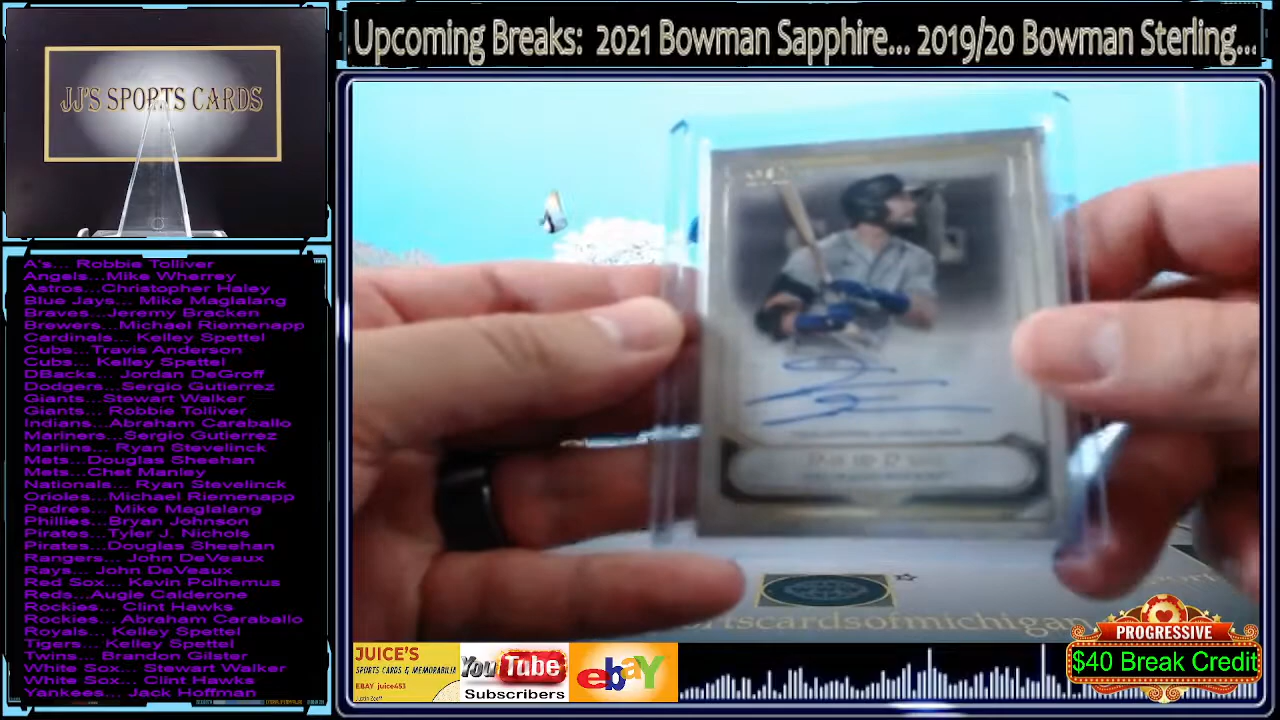 Upcoming Breaks: 2021 Bowman Sapphire... 2019/20 Bowman Sterling...
JJ'S SPORTS CARDS
A's... Robbie Tolliver
Angels...Mike Wherrey
Astros...Christopher Haley
Blue Jays... Mike Maglalang
Braves...Jeremy Bracken
Brewers...Michael Riemenapp
Cardinals... Kelley Spettel
Cubs...Travis Anderson
Cubs... Kelley Spettel
DBacks... Jordan DeGroff
Dodgers...Sergio Gutierrez
Giants...Stewart Walker
Giants... Robbie Tolliver
Indians...Abraham Caraballo
Mariners...Sergio Gutierrez
Marlins... Ryan Stevelinck
Mets...Douglas Sheehan
Mets...Chet Manley
Nationals... Ryan Stevelinck
Orioles...Michael Riemenapp
Padres... Mike Maglalang
Phillies...Bryan Johnson
Pirates...Tyler J. Nichols
Pirates...Douglas Sheehan
Rangers... John DeVeaux
Rays... John DeVeaux
Red Sox... Kevin Polhemus
Reds...Augie Calderone
Rockies... Clint Hawks
Rockies... Abraham Caraballo
Royals... Kelley Spettel
Tigers... Kelley Spettel
Twins... Brandon Gilster
White Sox... Stewart Walker
White Sox... Clint Hawks
Yankees... Jack Hoffman
rtscardsofmichiga
JUICE'S
SPORTS CARDS & MEMORABILIA
EBAY juice453
YouTube
Subscribers
ebaY
PROGRESSIVE
$40 Break Credit